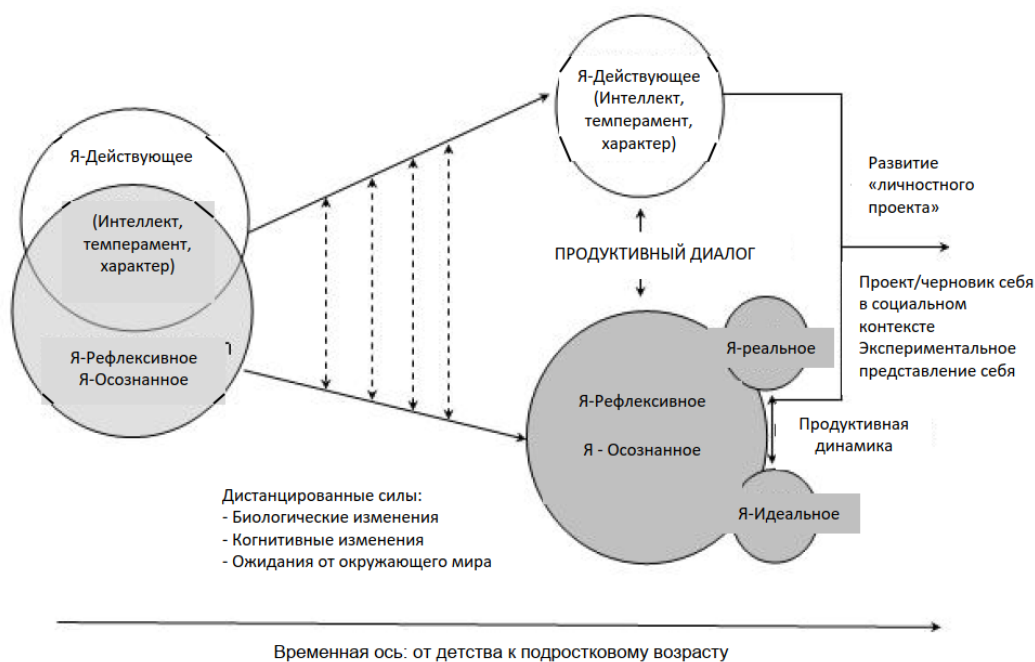 Я-Действующее
(Интеллект,
темперамент,
характер)
Я-Рефлексивное
Я-Осознанное
Я-Действующее
(Интеллект,
темперамент,
характер)
ПРОДУКТИВНЫЙ ДИАЛОГ
Я-реальное
Я-Рефлексивное
Я - Осознанное
Я-Идеальное
Продуктивная
динамика
Развитие
«личностного
проекта»
Проект/черновик себя
в социальном
контексте
Экспериментальное
представление себя
Дистанцированные силы:
- Биологические изменения
- Когнитивные изменения
- Ожидания от окружающего мира
Временная ось: от детства к подростковому возрасту